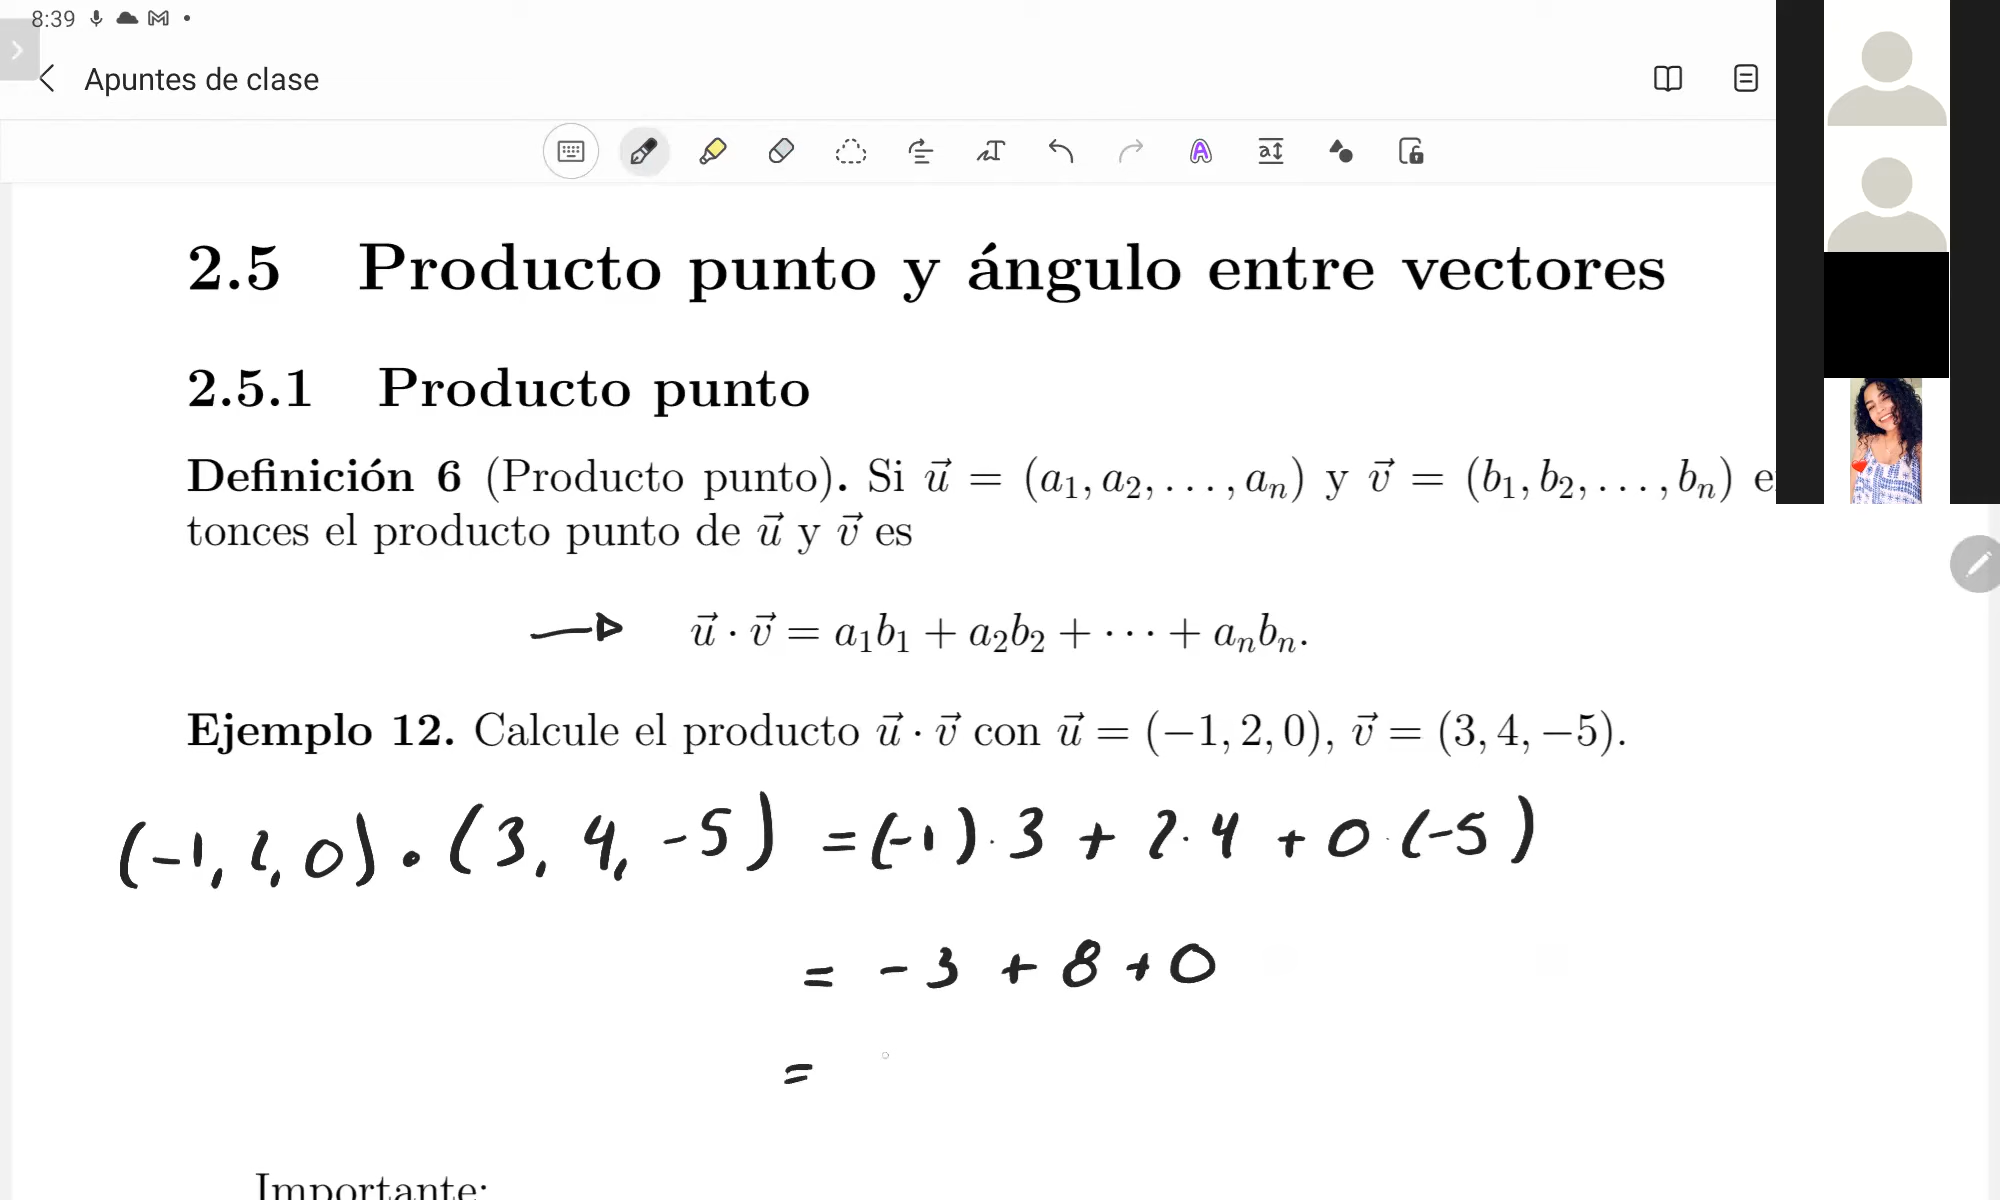 8:39
Apuntes de clase
2.5 Producto punto y ángulo entre vectores
2.5.1 Producto punto
Definición 6 (Producto punto). Si u⃗ = (a₁, a₂, . . . , aₙ) y v⃗ = (b₁, b₂, . . . , bₙ) e
tonces el producto punto de u⃗ y v⃗ es
u⃗ · v⃗ = a₁b₁ + a₂b₂ + · · · + aₙbₙ.
Ejemplo 12. Calcule el producto u⃗ · v⃗ con u⃗ = (−1, 2, 0), v⃗ = (3, 4, −5).
(-1, 2, 0) · (3, 4, -5) = (-1) · 3 + 2 · 4 + 0 · (-5)
= -3 + 8 + 0
=
Importante: